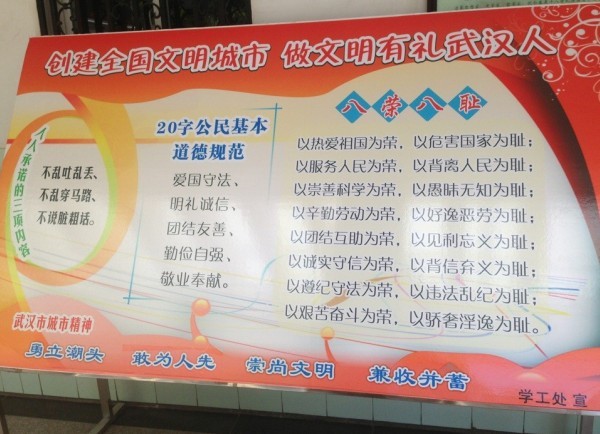 创建全国文明城市 做文明有礼武汉人
个人承诺的三项内容
不乱吐乱丢、
不乱穿马路、
不说脏粗话。
20字公民基本
道德规范
爱国守法、
明礼诚信、
团结友善、
勤俭自强、
敬业奉献。
八荣八耻
以热爱祖国为荣，以危害国家为耻；
以服务人民为荣，以背离人民为耻；
以崇善科学为荣，以愚昧无知为耻；
以辛勤劳动为荣，以好逸恶劳为耻；
以团结互助为荣，以见利忘义为耻；
以诚实守信为荣，以背信弃义为耻；
以遵纪守法为荣，以违法乱纪为耻；
以艰苦奋斗为荣，以骄奢淫逸为耻。
武汉市城市精神
勇立潮头 敢为人先 崇尚文明 兼收并蓄
学工处 宣